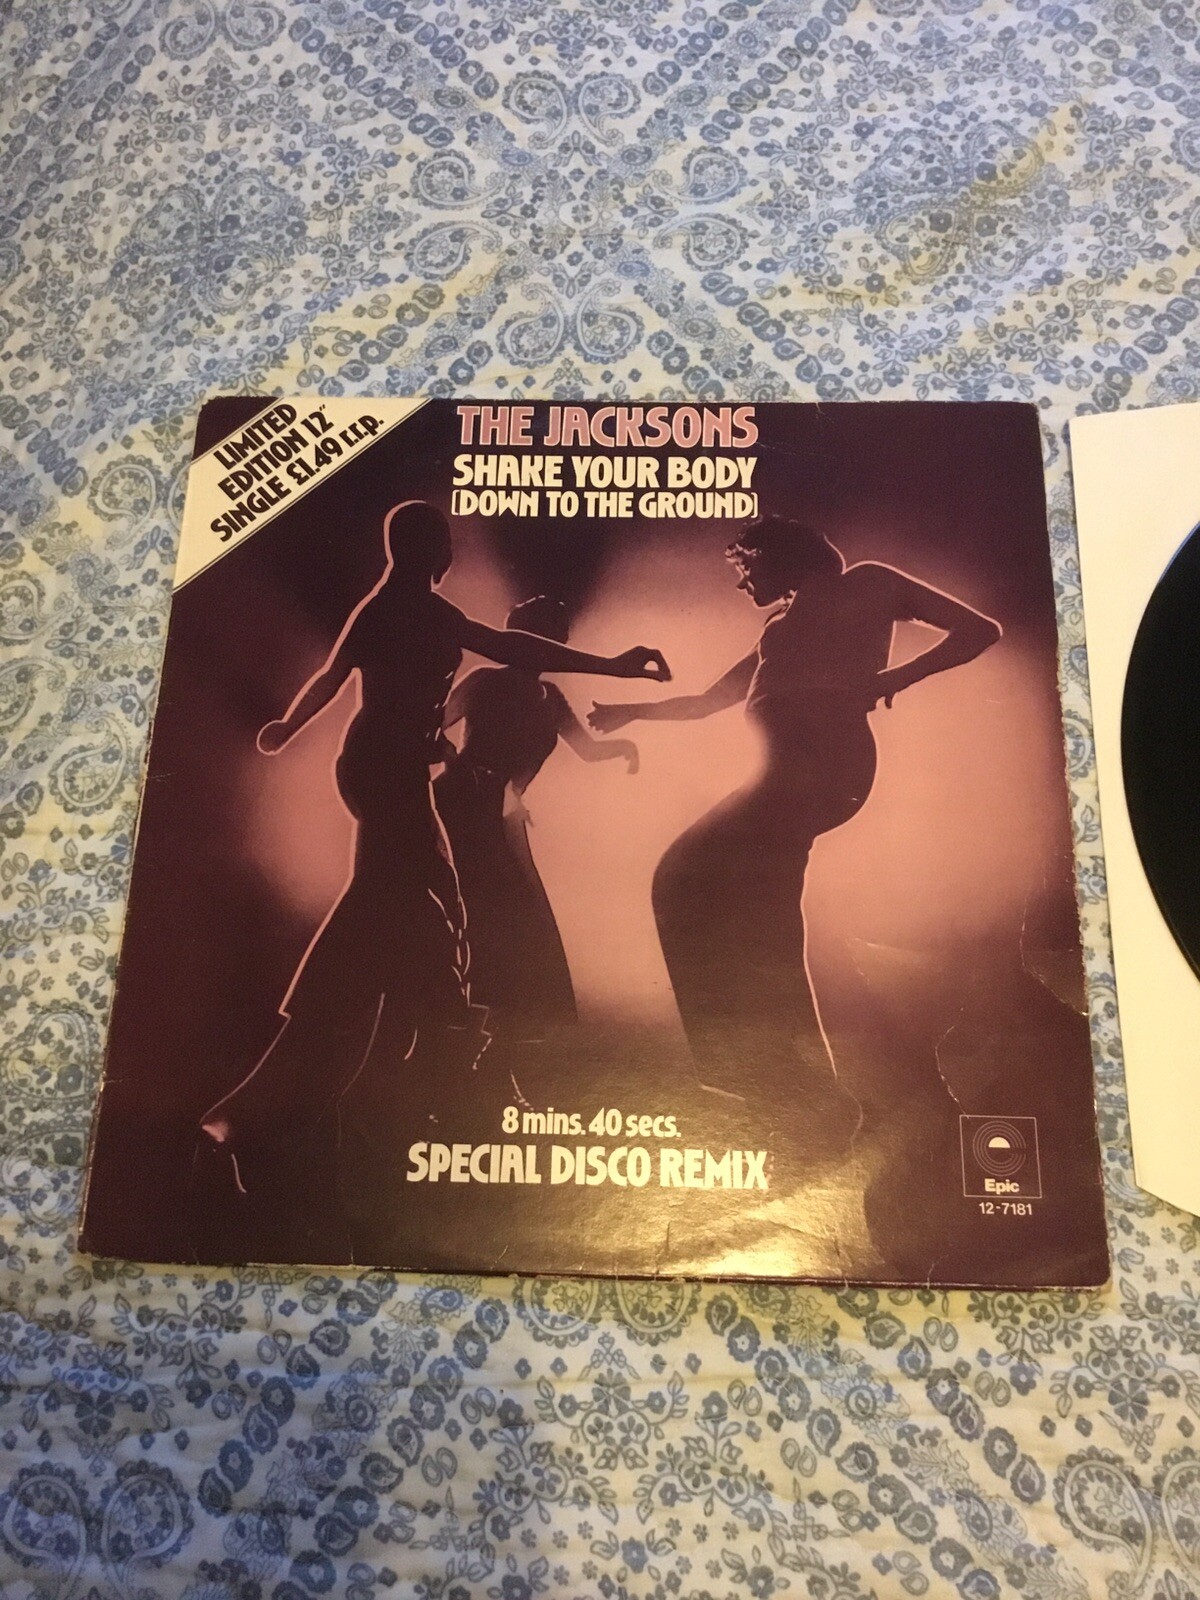 LIMITED
EDITION 12"
SINGLE £1.49 r.r.p.
THE JACKSONS
SHAKE YOUR BODY
(DOWN TO THE GROUND)
8 mins. 40 secs.
SPECIAL DISCO REMIX
Epic
12-7181